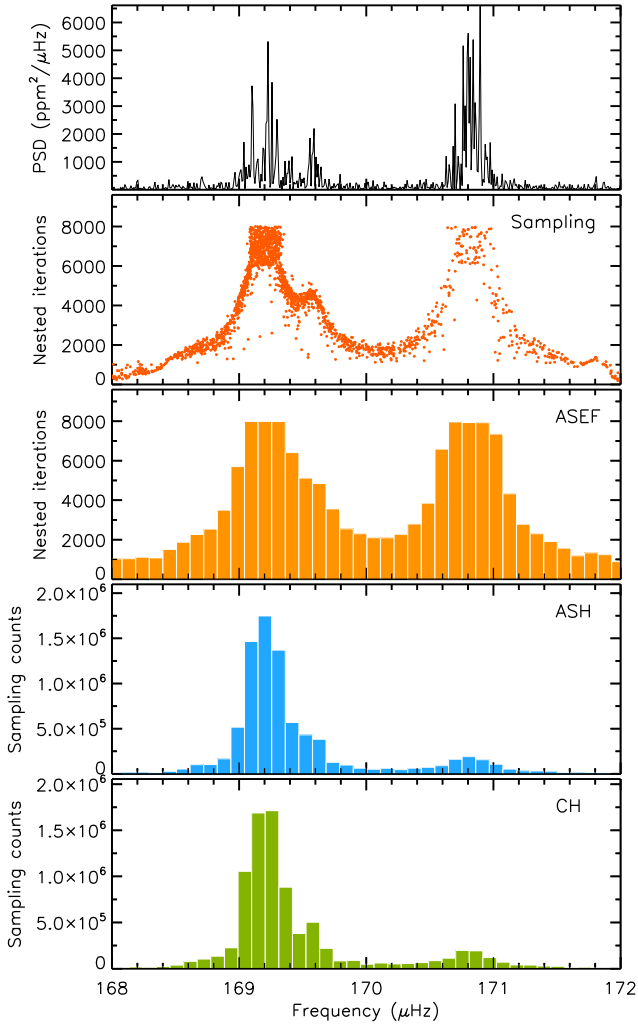 PSD (ppm²/μHz)
6000
5000
4000
3000
2000
1000
Nested iterations
Sampling
8000
6000
4000
2000
0
Nested iterations
ASEF
8000
6000
4000
2000
0
Sampling counts
ASH
2.0×10⁶
1.5×10⁶
1.0×10⁶
5.0×10⁵
0
Sampling counts
CH
2.0×10⁶
1.5×10⁶
1.0×10⁶
5.0×10⁵
0
168 169 170 171 172
Frequency (μHz)